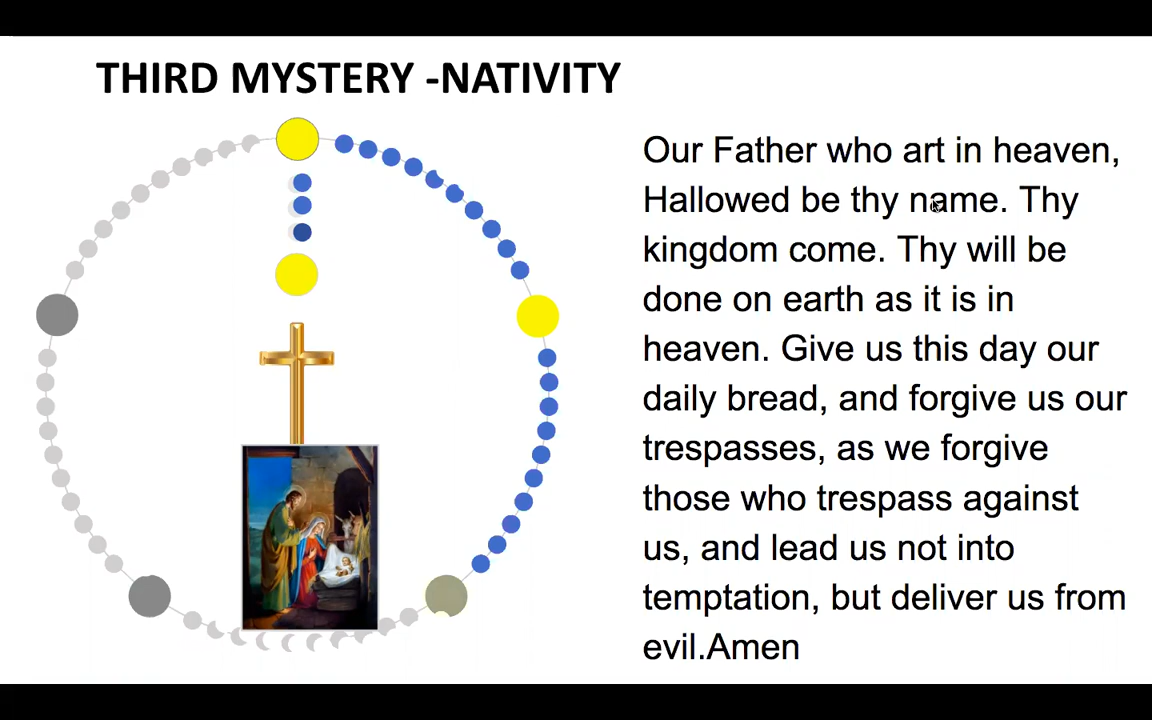 THIRD MYSTERY -NATIVITY
Our Father who art in heaven,
Hallowed be thy name. Thy
kingdom come. Thy will be
done on earth as it is in
heaven. Give us this day our
daily bread, and forgive us our
trespasses, as we forgive
those who trespass against
us, and lead us not into
temptation, but deliver us from
evil.Amen